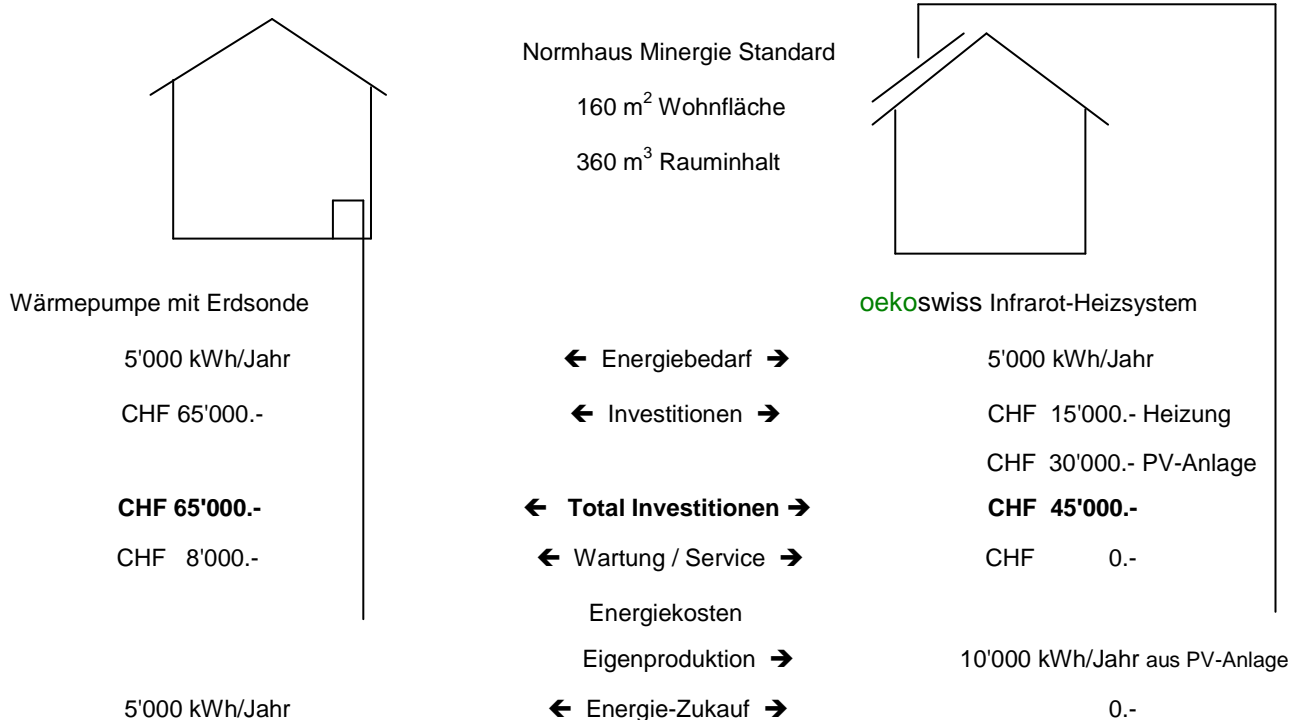 Normhaus Minergie Standard
160 m² Wohnfläche
360 m³ Rauminhalt
Wärmepumpe mit Erdsonde oekoswiss Infrarot-Heizsystem
5'000 kWh/Jahr 🡸 Energiebedarf 🡺 5'000 kWh/Jahr
CHF 65'000.- 🡸 Investitionen 🡺 CHF 15'000.- Heizung
CHF 30'000.- PV-Anlage
CHF 65'000.- 🡸 Total Investitionen 🡺 CHF 45'000.-
CHF 8'000.- 🡸 Wartung / Service 🡺 CHF 0.-
Energiekosten
Eigenproduktion 🡺 10'000 kWh/Jahr aus PV-Anlage
5'000 kWh/Jahr 🡸 Energie-Zukauf 🡺 0.-